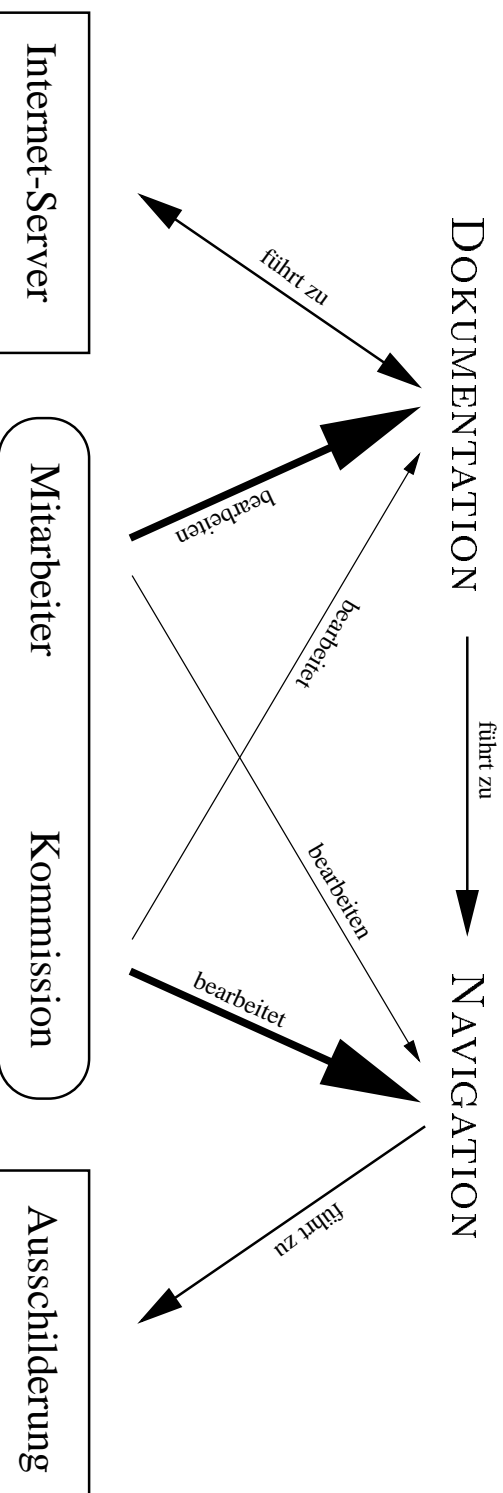 DOKUMENTATION
führt zu
NAVIGATION
führt zu
bearbeiten
bearbeitet
bearbeiten
bearbeitet
führt zu
Internet-Server
Mitarbeiter
Kommission
Ausschilderung